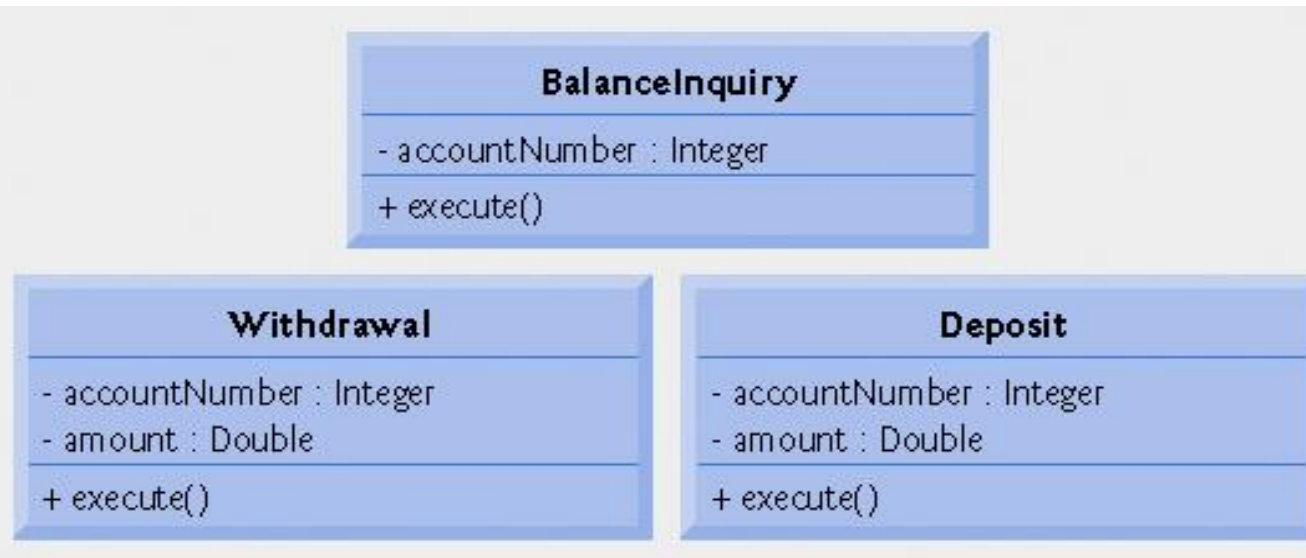 BalanceInquiry
- accountNumber : Integer
+ execute()
Withdrawal
- accountNumber : Integer
- amount : Double
+ execute()
Deposit
- accountNumber : Integer
- amount : Double
+ execute()